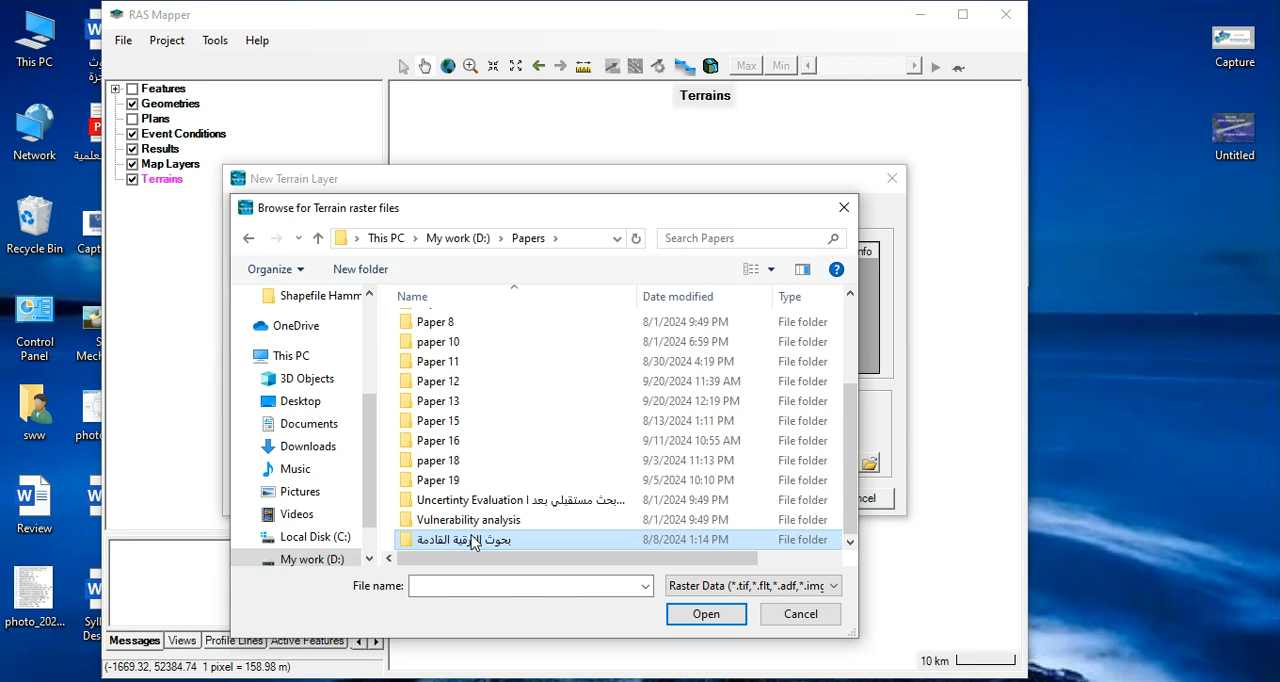 This PC
Network
Recycle Bin
Control Panel
sww
Review
photo_202...
RAS Mapper
File Project Tools Help
Max Min
Features
Geometries
Plans
Event Conditions
Results
Map Layers
Terrains
Terrains
New Terrain Layer
Browse for Terrain raster files
This PC › My work (D:) › Papers ›
Search Papers
Organize New folder
Name Date modified Type
Shapefile Hamm
OneDrive
This PC
3D Objects
Desktop
Documents
Downloads
Music
Pictures
Videos
Local Disk (C:)
My work (D:)
Paper 8 8/1/2024 9:49 PM File folder
paper 10 8/1/2024 6:59 PM File folder
Paper 11 8/30/2024 4:19 PM File folder
Paper 12 9/20/2024 11:39 AM File folder
Paper 13 9/20/2024 12:19 PM File folder
Paper 15 8/13/2024 1:11 PM File folder
Paper 16 9/11/2024 10:55 AM File folder
paper 18 9/3/2024 11:13 PM File folder
Paper 19 9/5/2024 10:10 PM File folder
Uncertinty Evaluation ا بحث مستقبلي بعد... 8/1/2024 9:49 PM File folder
Vulnerability analysis 8/1/2024 9:49 PM File folder
بحوث القادمة 8/8/2024 1:14 PM File folder
File name:
Raster Data (*.tif,*.flt,*.adf,*.img
Open Cancel
Messages Views Profile Lines Active Features
(-1669.32, 52384.74 1 pixel = 158.98 m)
10 km
Capture
Untitled